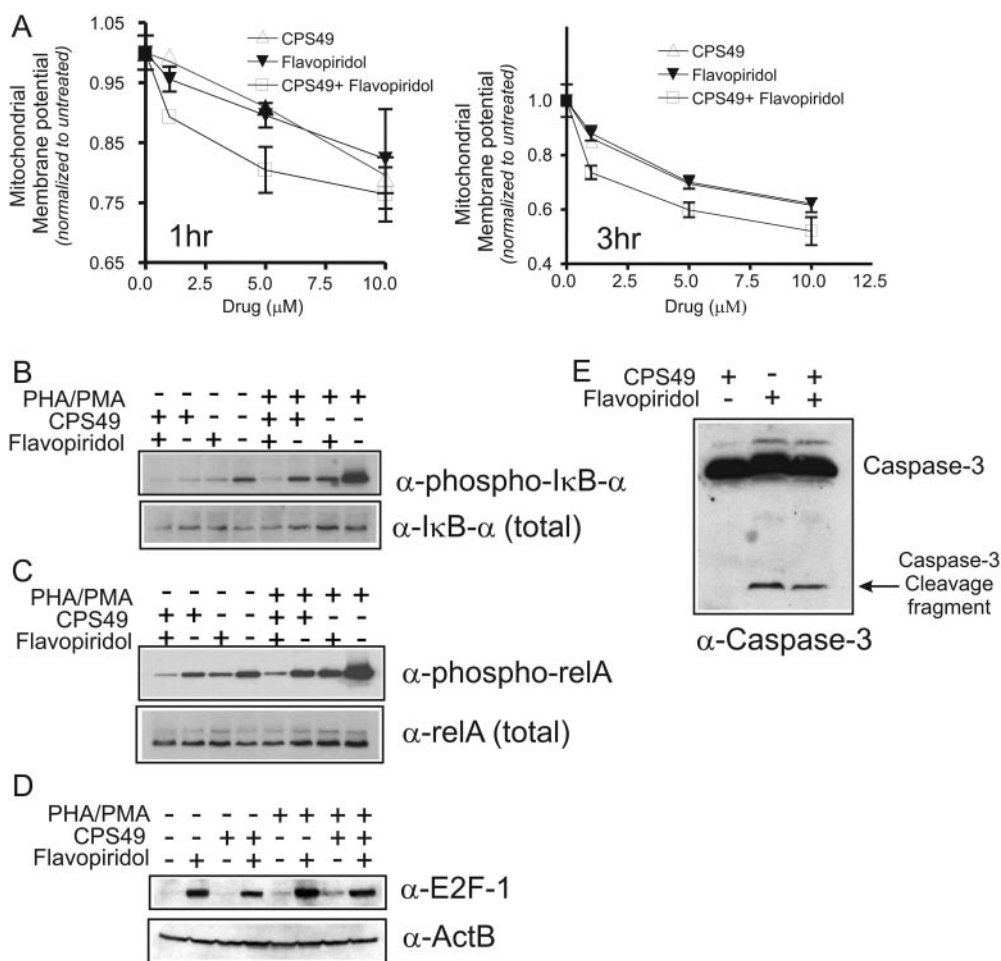 A
Mitochondrial
Membrane potential
(normalized to untreated)
1.05
0.95
0.85
0.75
0.65
0.0
2.5
5.0
7.5
10.0
Drug (μM)
1hr
CPS49
Flavopiridol
CPS49+ Flavopiridol
Mitochondrial
Membrane potential
(normalized to untreated)
1.0
0.8
0.6
0.4
0.0
2.5
5.0
7.5
10.0
12.5
Drug (μM)
3hr
CPS49
Flavopiridol
CPS49+ Flavopiridol
B
PHA/PMA - - - - + + + +
CPS49 + + - - + + - -
Flavopiridol + - + - + - + -
α-phospho-IκB-α
α-IκB-α (total)
C
PHA/PMA - - - - + + + +
CPS49 + + - - + + - -
Flavopiridol + - + - + - + -
α-phospho-relA
α-relA (total)
D
PHA/PMA - - - - + + + +
CPS49 - - + + - - + +
Flavopiridol - + - + - + - +
α-E2F-1
α-ActB
E
CPS49 + - +
Flavopiridol - + +
Caspase-3
Caspase-3
Cleavage
fragment
α-Caspase-3